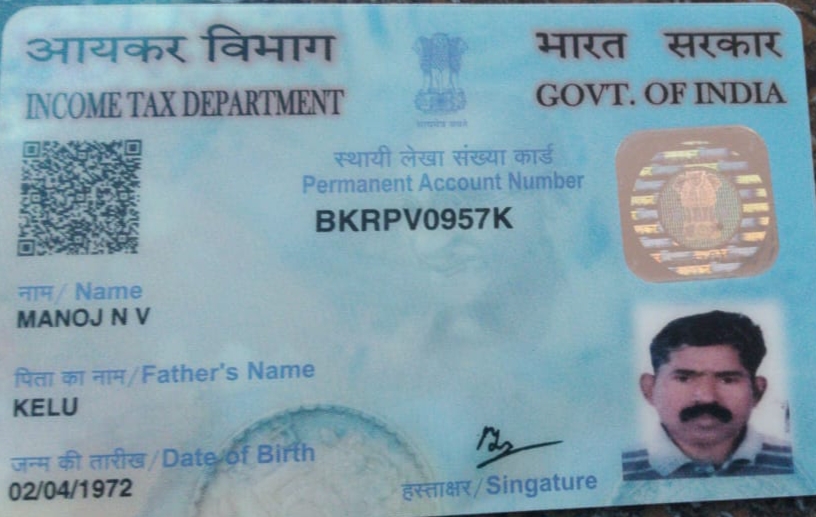 आयकर विभाग
INCOME TAX DEPARTMENT
भारत सरकार
GOVT. OF INDIA
सत्यमेव जयते
स्थायी लेखा संख्या कार्ड
Permanent Account Number
BKRPV0957K
नाम/ Name
MANOJ N V
पिता का नाम/Father's Name
KELU
जन्म की तारीख/Date of Birth
02/04/1972
हस्ताक्षर/Singature